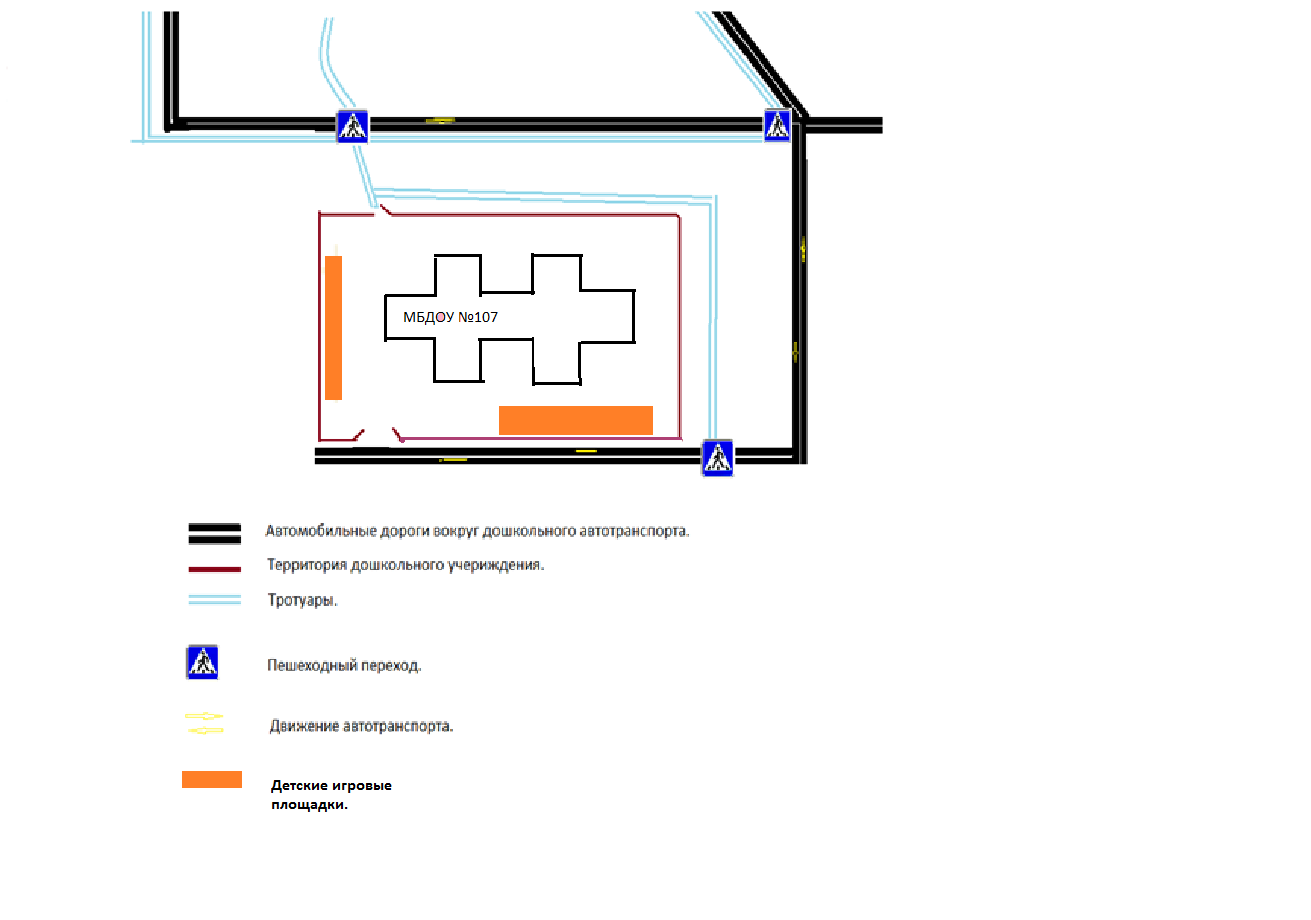 МБДОУ №107
Автомобильные дороги вокруг дошкольного автотранспорта.
Территория дошкольного учериждения.
Тротуары.
Пешеходный переход.
Движение автотранспорта.
Детские игровые
площадки.